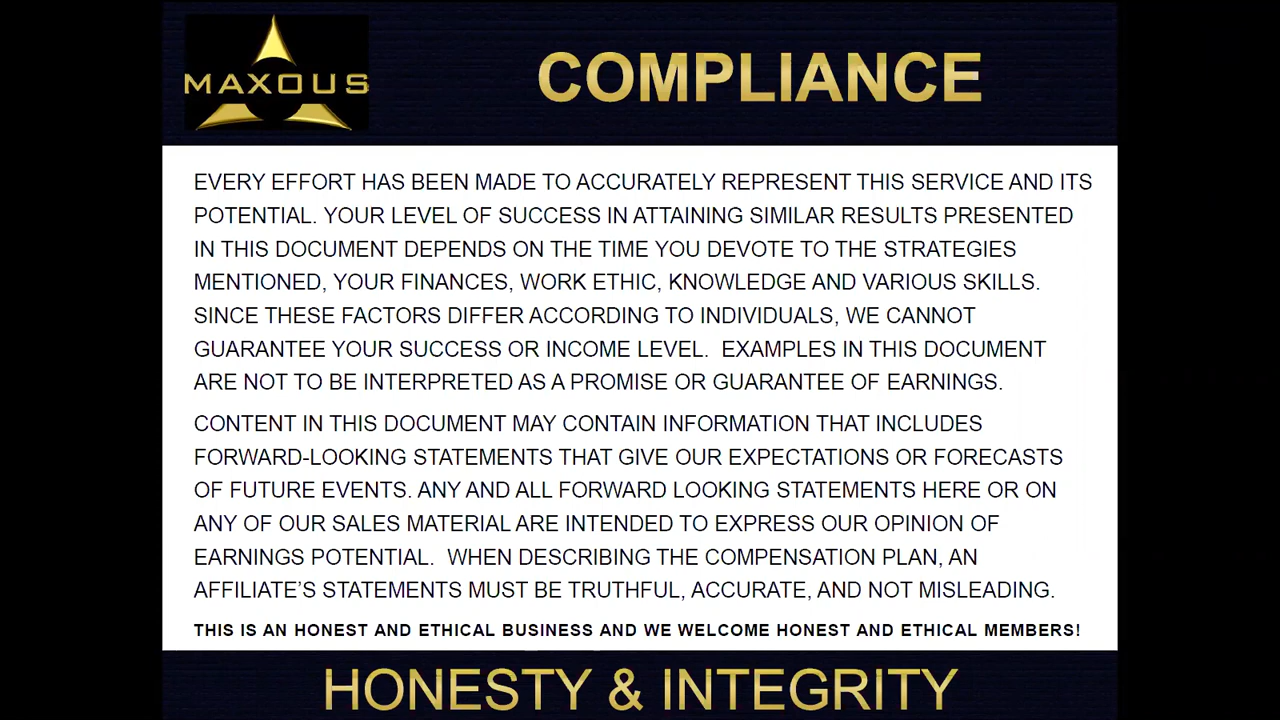 MAXOUS
COMPLIANCE
EVERY EFFORT HAS BEEN MADE TO ACCURATELY REPRESENT THIS SERVICE AND ITS
POTENTIAL. YOUR LEVEL OF SUCCESS IN ATTAINING SIMILAR RESULTS PRESENTED
IN THIS DOCUMENT DEPENDS ON THE TIME YOU DEVOTE TO THE STRATEGIES
MENTIONED, YOUR FINANCES, WORK ETHIC, KNOWLEDGE AND VARIOUS SKILLS.
SINCE THESE FACTORS DIFFER ACCORDING TO INDIVIDUALS, WE CANNOT
GUARANTEE YOUR SUCCESS OR INCOME LEVEL.  EXAMPLES IN THIS DOCUMENT
ARE NOT TO BE INTERPRETED AS A PROMISE OR GUARANTEE OF EARNINGS.
CONTENT IN THIS DOCUMENT MAY CONTAIN INFORMATION THAT INCLUDES
FORWARD-LOOKING STATEMENTS THAT GIVE OUR EXPECTATIONS OR FORECASTS
OF FUTURE EVENTS. ANY AND ALL FORWARD LOOKING STATEMENTS HERE OR ON
ANY OF OUR SALES MATERIAL ARE INTENDED TO EXPRESS OUR OPINION OF
EARNINGS POTENTIAL.  WHEN DESCRIBING THE COMPENSATION PLAN, AN
AFFILIATE’S STATEMENTS MUST BE TRUTHFUL, ACCURATE, AND NOT MISLEADING.
THIS IS AN HONEST AND ETHICAL BUSINESS AND WE WELCOME HONEST AND ETHICAL MEMBERS!
HONESTY & INTEGRITY